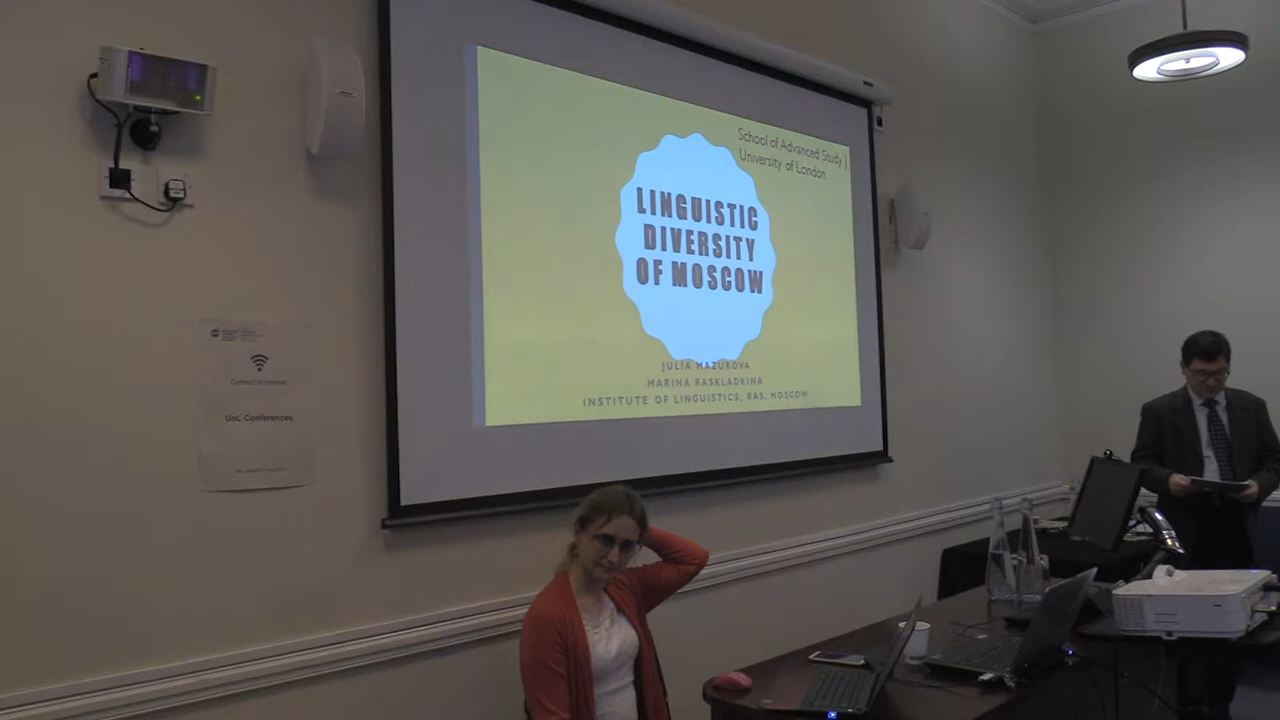 School of Advanced Study |
University of London
LINGUISTIC
DIVERSITY
OF MOSCOW
JULIA MAZUROVA
MARINA RASKLADKINA
INSTITUTE OF LINGUISTICS, RAS, MOSCOW
UoL Conferences